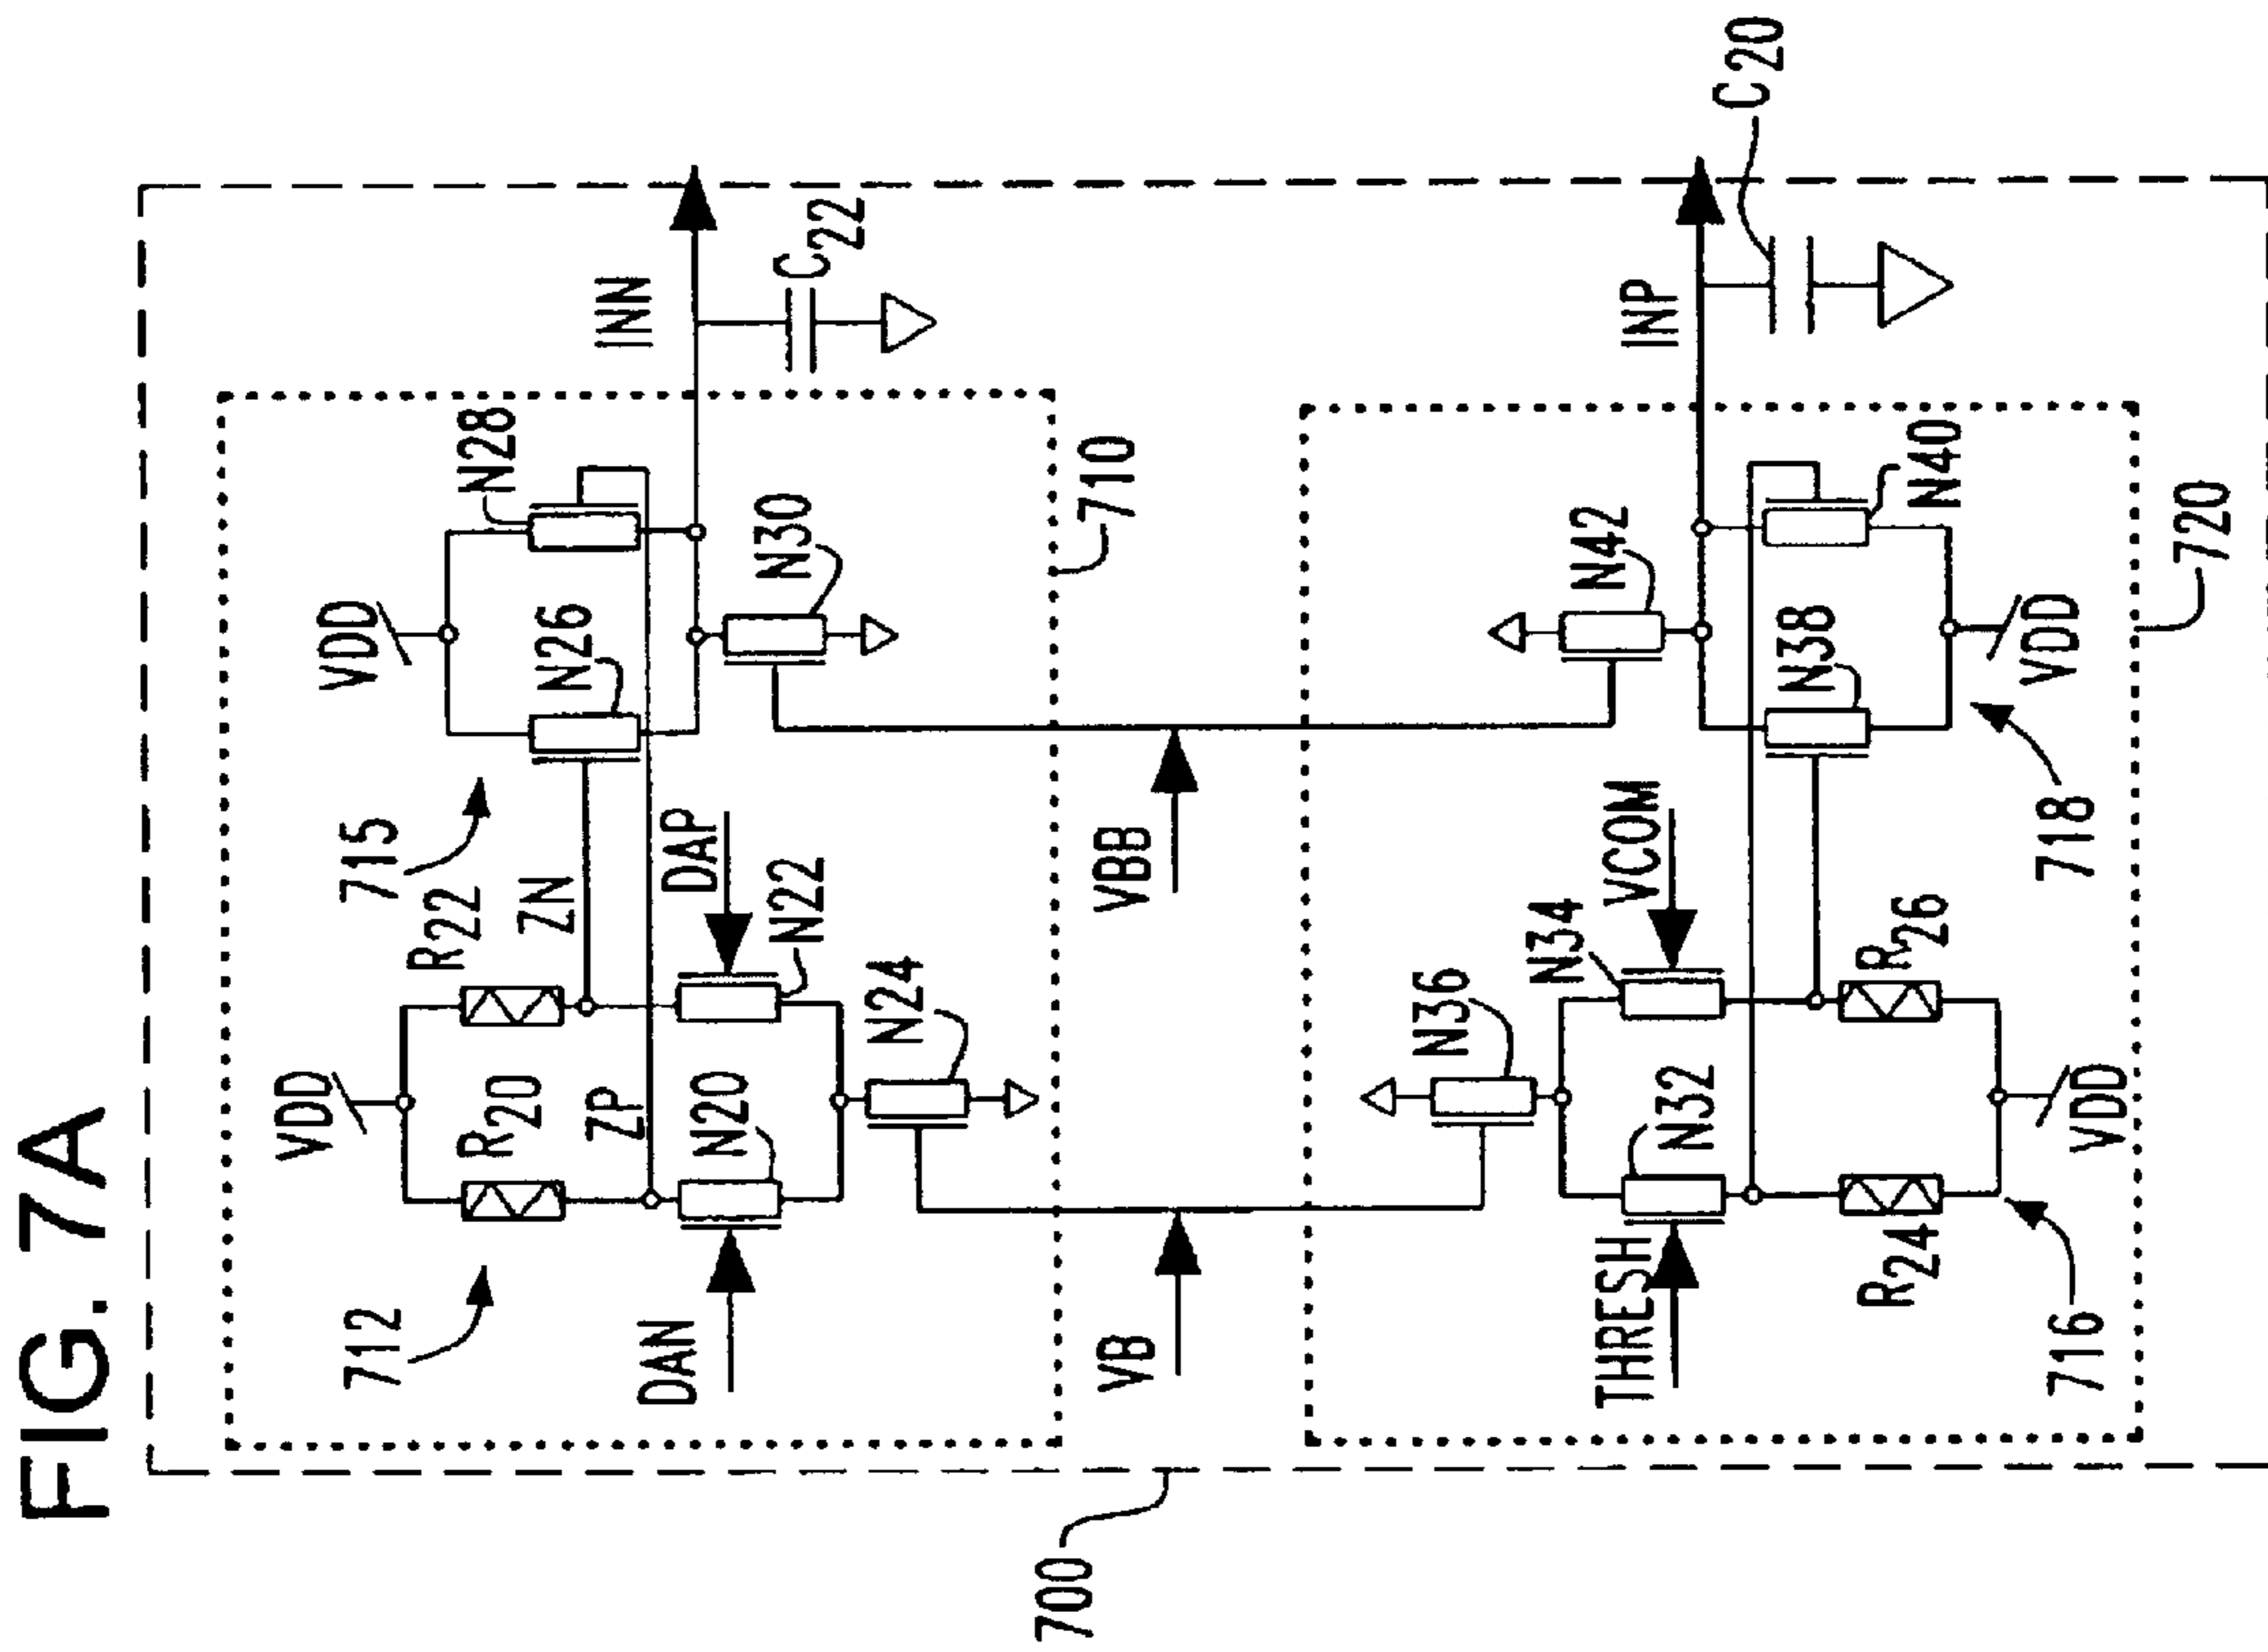 FIG. 7A
700
710
712
VDD
R20
R22
ZP
ZN
DAN
N20
DAP
N22
N24
715
VDD
N26
N28
N30
INN
C22
VB
VBB
720
N36
N34
VCOM
THRESH
N32
R24
R26
VDD
716
N42
N38
N40
VDD
718
INP
C20